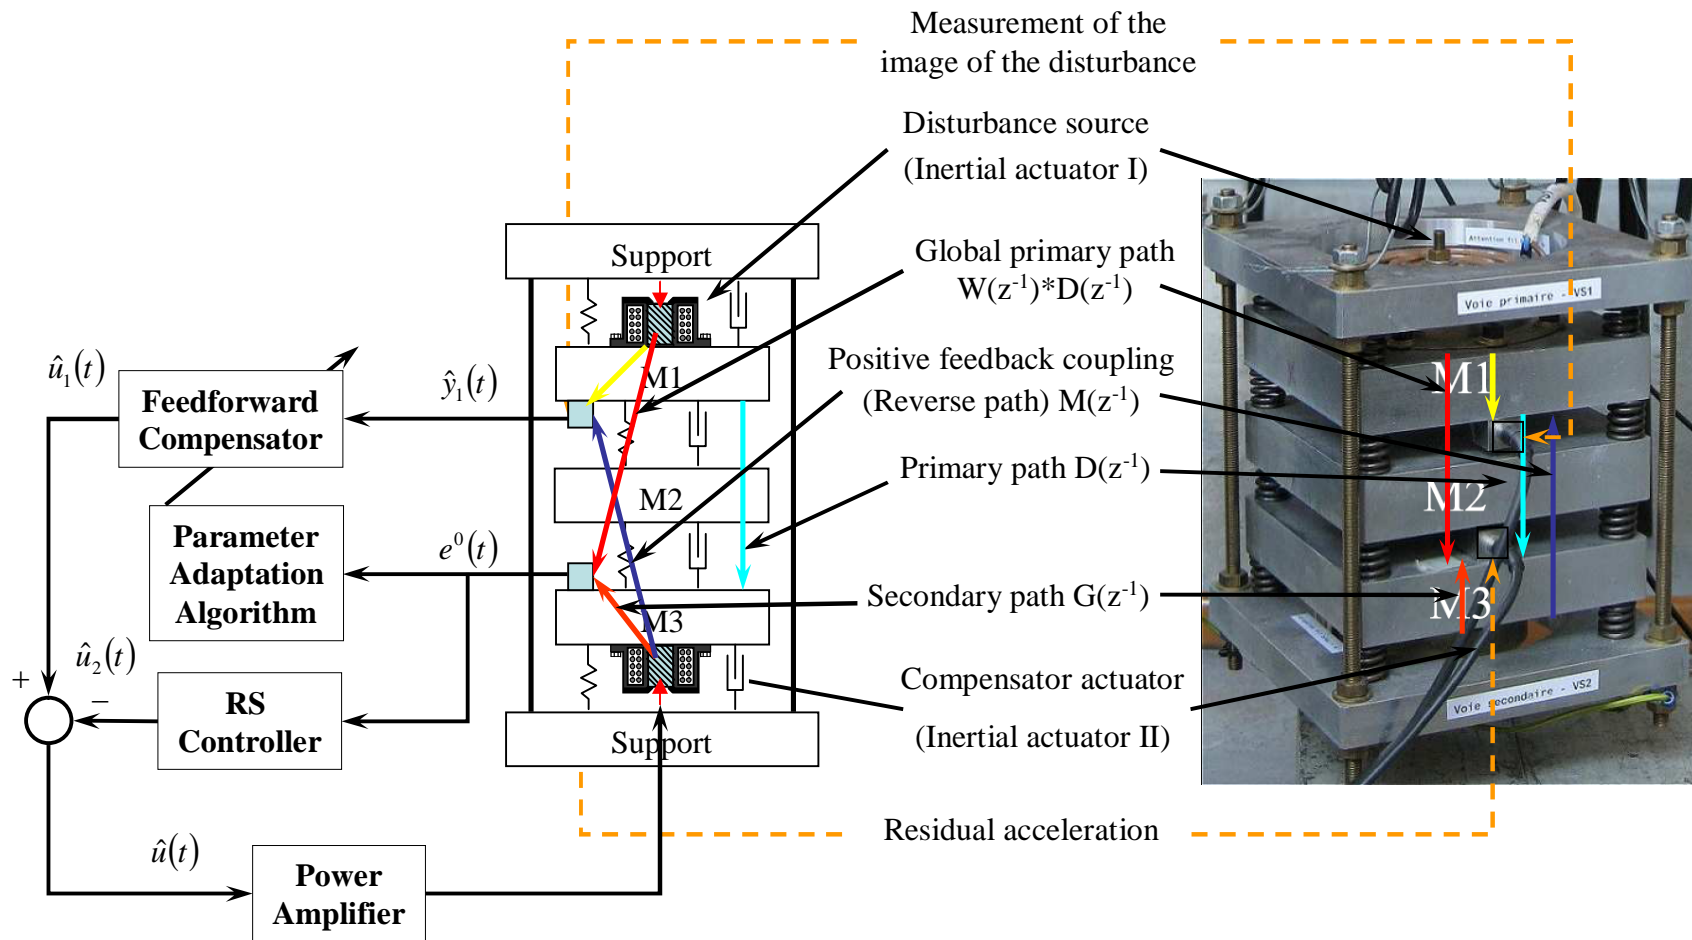 Measurement of the
image of the disturbance
Disturbance source
(Inertial actuator I)
Global primary path
W(z⁻¹)*D(z⁻¹)
Positive feedback coupling
(Reverse path) M(z⁻¹)
Primary path D(z⁻¹)
Secondary path G(z⁻¹)
Compensator actuator
(Inertial actuator II)
Residual acceleration
Support
M1
M2
M3
Support
û₁(t)
ŷ₁(t)
Feedforward
Compensator
e⁰(t)
Parameter
Adaptation
Algorithm
û₂(t)
+
−
RS
Controller
û(t)
Power
Amplifier
Voie primaire - VS1
M1
M2
M3
Voie secondaire - VS2